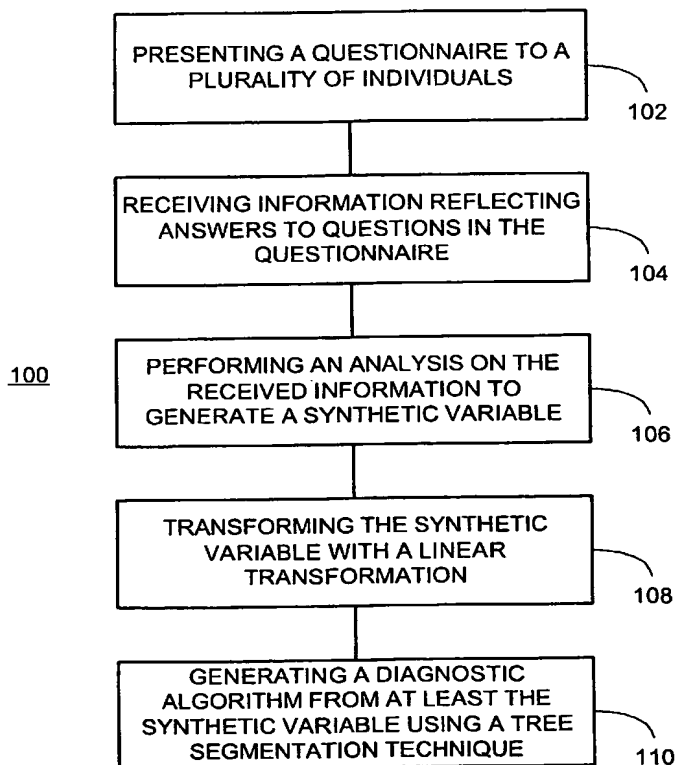 PRESENTING A QUESTIONNAIRE TO A
PLURALITY OF INDIVIDUALS
102
RECEIVING INFORMATION REFLECTING
ANSWERS TO QUESTIONS IN THE
QUESTIONNAIRE
104
100
PERFORMING AN ANALYSIS ON THE
RECEIVED INFORMATION TO
GENERATE A SYNTHETIC VARIABLE
106
TRANSFORMING THE SYNTHETIC
VARIABLE WITH A LINEAR
TRANSFORMATION
108
GENERATING A DIAGNOSTIC
ALGORITHM FROM AT LEAST THE
SYNTHETIC VARIABLE USING A TREE
SEGMENTATION TECHNIQUE
110